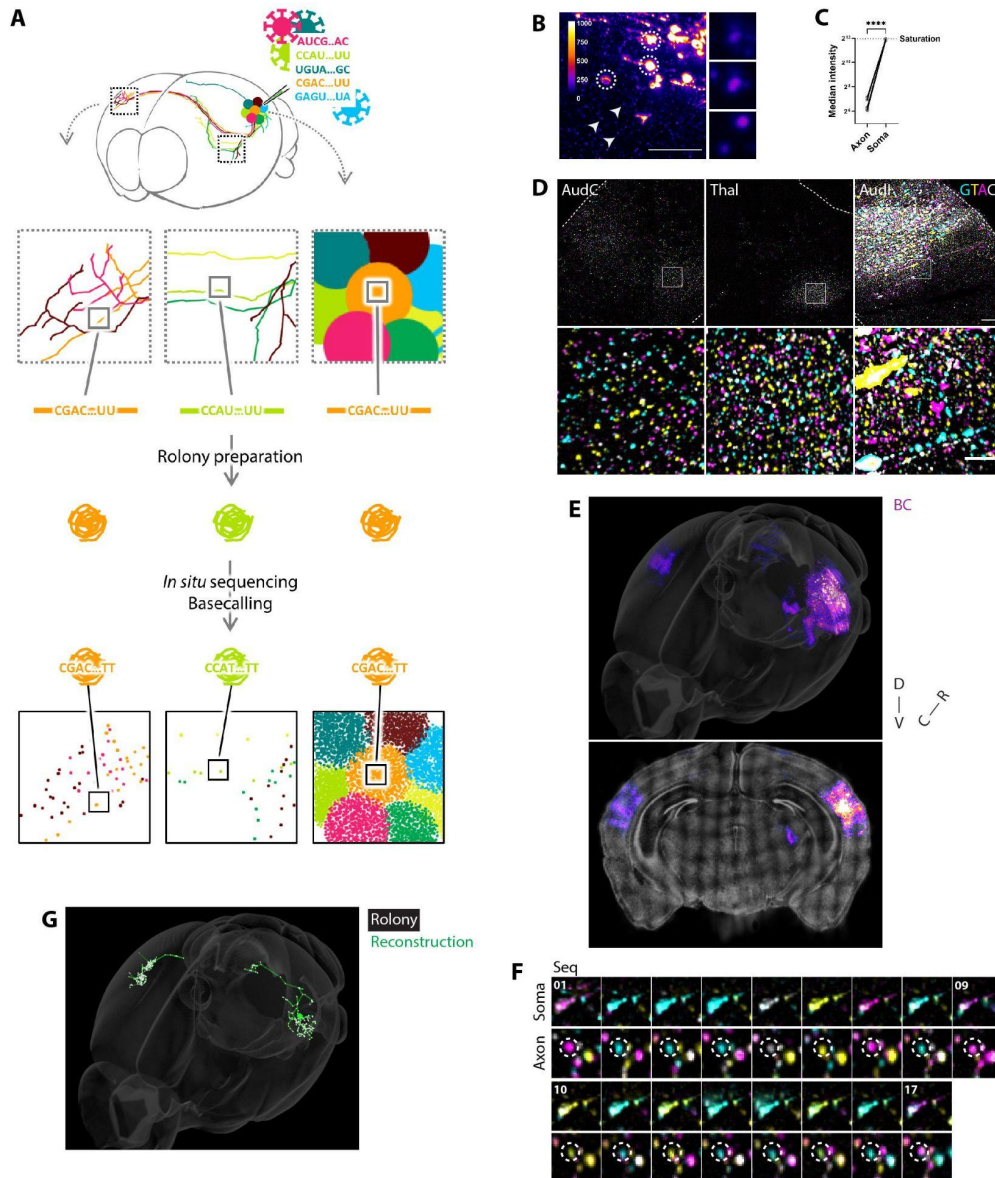 A
AUCG..AC
CCAU...UU
UGUA...GC
CGAC...UU
GAGU...UA
CGAC...UU
CCAU...UU
CGAC...UU
Rolony preparation
In situ sequencing
Basecalling
CGAC...TT
CCAT...TT
CGAC...TT
B
1000
750
500
250
0
C
****
Saturation
Median intensity
Axon
Soma
D
AudC
Thal
AudI
GTAC
E
BC
D
V
C
R
F
Seq
Soma
01
09
Axon
10
17
G
Rolony
Reconstruction